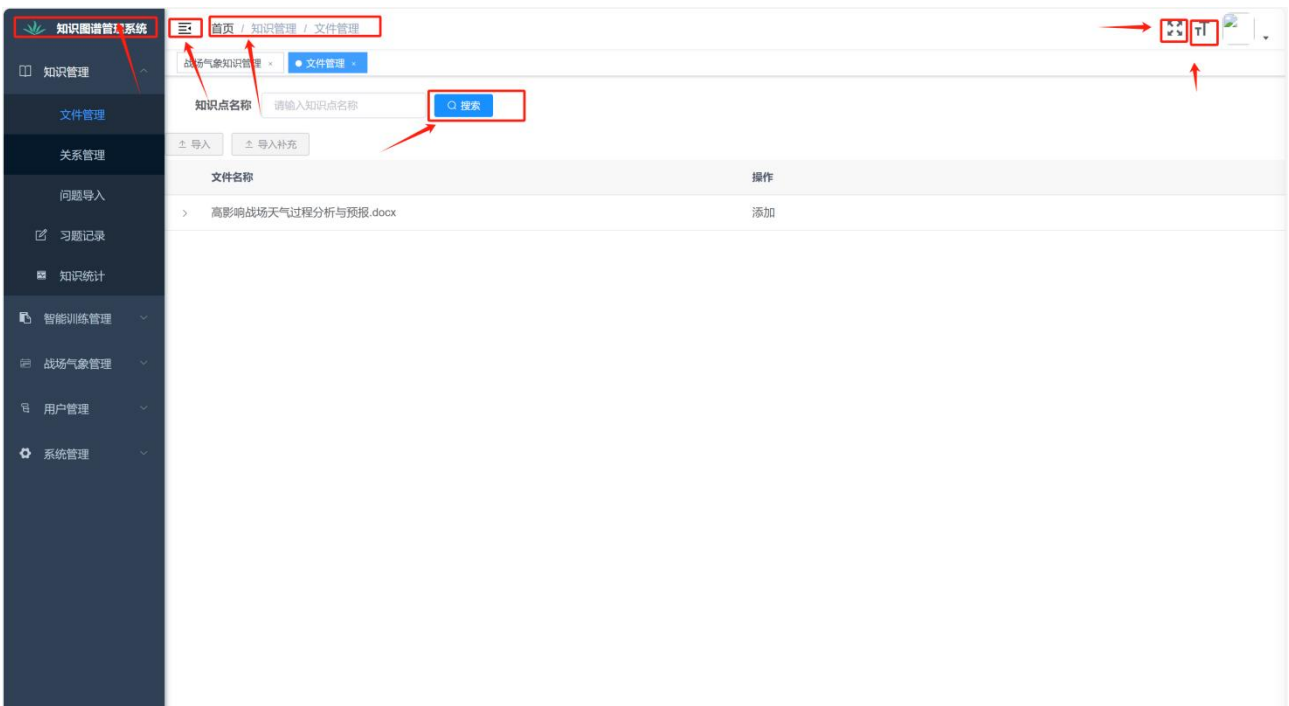 知识图谱管理系统
首页 / 知识管理 / 文件管理
TT
知识管理
战场气象知识管理 ×
● 文件管理 ×
文件管理
知识点名称 请输入知识点名称 搜索
关系管理
导入 导入补充
文件名称 操作
问题导入
> 高影响战场天气过程分析与预报.docx 添加
习题记录
知识统计
智能训练管理
战场气象管理
用户管理
系统管理